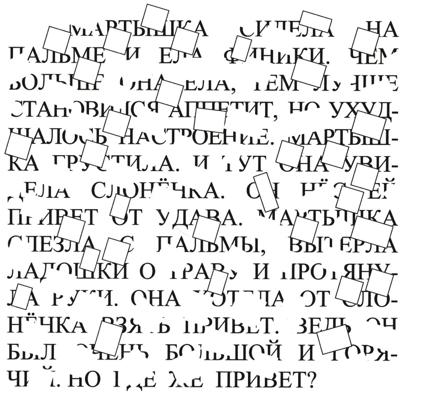 МАРТЫШКА СИДЕЛА НА
ПАЛЬМЕ И ЕЛА ФИНИКИ. ЧЕМ
БОЛЬШЕ ОНА ЕЛА, ТЕМ ЛУЧШЕ
СТАНОВИЛСЯ АППЕТИТ, НО УХУД-
ШАЛОСЬ НАСТРОЕНИЕ. МАРТЫШ-
КА ГРУСТИЛА. И ТУТ ОНА УВИ-
ДЕЛА СЛОНЁНКА. ОН НЁС ЕЙ
ПРИВЕТ ОТ УДАВА. МАРТЫШКА
СЛЕЗЛА С ПАЛЬМЫ, ВЫТЕРЛА
ЛАДОШКИ О ТРАВУ И ПРОТЯНУ-
ЛА РУКИ. ОНА ХОТЕЛА ОТ СЛО-
НЁНКА ВЗЯТЬ ПРИВЕТ. ВЕДЬ ОН
БЫЛ ОЧЕНЬ БОЛЬШОЙ И ГОРЯ-
ЧИЙ. НО ГДЕ ЖЕ ПРИВЕТ?